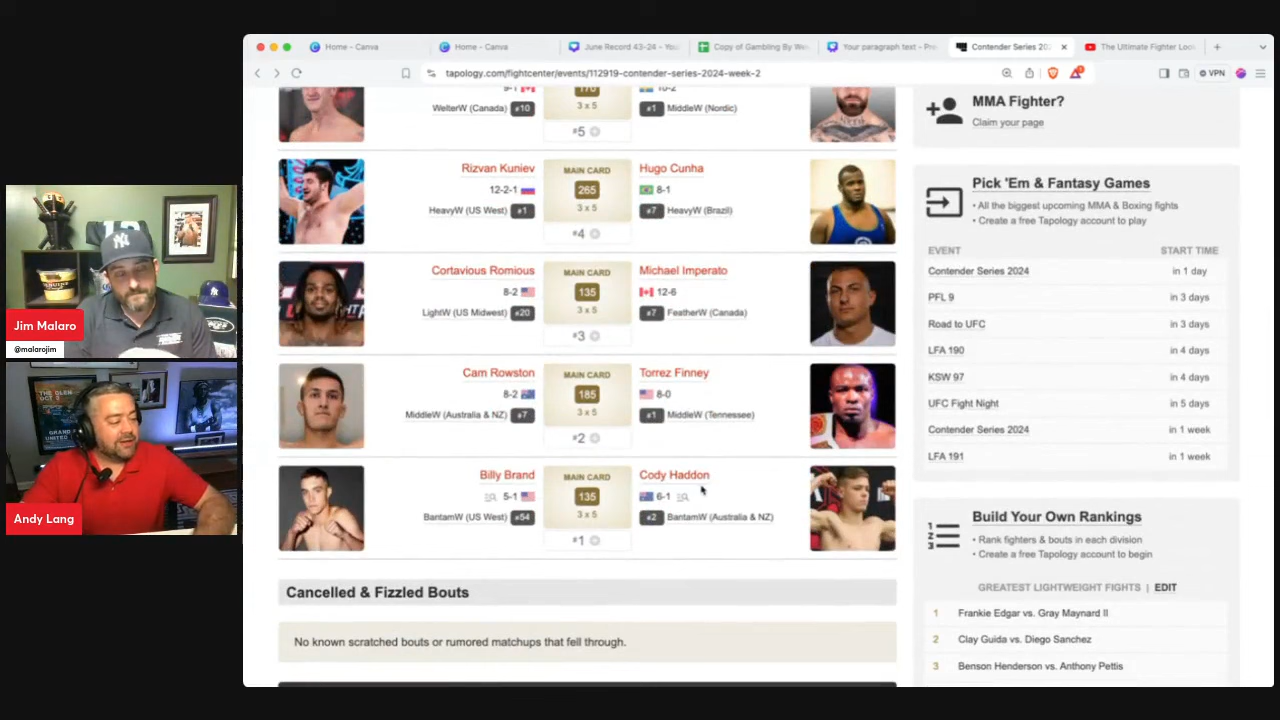 Home - Canva
Home - Canva
June Record 43-24 - You
Copy of Gambling By We
Your paragraph text - Pre
Contender Series 202
The Ultimate Fighter Loo
tapology.com/fightcenter/events/112919-contender-series-2024-week-2
VPN
9-1
170
10-2
WelterW (Canada) #10
3 x 5
#1 MiddleW (Nordic)
#5
Rizvan Kuniev
MAIN CARD
Hugo Cunha
12-2-1
265
8-1
HeavyW (US West) #1
3 x 5
#7 HeavyW (Brazil)
#4
Cortavious Romious
MAIN CARD
Michael Imperato
8-2
135
12-6
LightW (US Midwest) #20
3 x 5
#7 FeatherW (Canada)
#3
Cam Rowston
MAIN CARD
Torrez Finney
8-2
185
8-0
MiddleW (Australia & NZ) #7
3 x 5
#1 MiddleW (Tennessee)
#2
Billy Brand
MAIN CARD
Cody Haddon
5-1
135
6-1
BantamW (US West) #54
3 x 5
#2 BantamW (Australia & NZ)
#1
Cancelled & Fizzled Bouts
No known scratched bouts or rumored matchups that fell through.
MMA Fighter?
Claim your page
Pick 'Em & Fantasy Games
• All the biggest upcoming MMA & Boxing fights
• Create a free Tapology account to play
EVENT START TIME
Contender Series 2024 in 1 day
PFL 9 in 3 days
Road to UFC in 3 days
LFA 190 in 4 days
KSW 97 in 4 days
UFC Fight Night in 5 days
Contender Series 2024 in 1 week
LFA 191 in 1 week
Build Your Own Rankings
• Rank fighters & bouts in each division
• Create a free Tapology account to begin
GREATEST LIGHTWEIGHT FIGHTS | EDIT
1 Frankie Edgar vs. Gray Maynard II
2 Clay Guida vs. Diego Sanchez
3 Benson Henderson vs. Anthony Pettis
Jim Malaro
@malarojim
Andy Lang